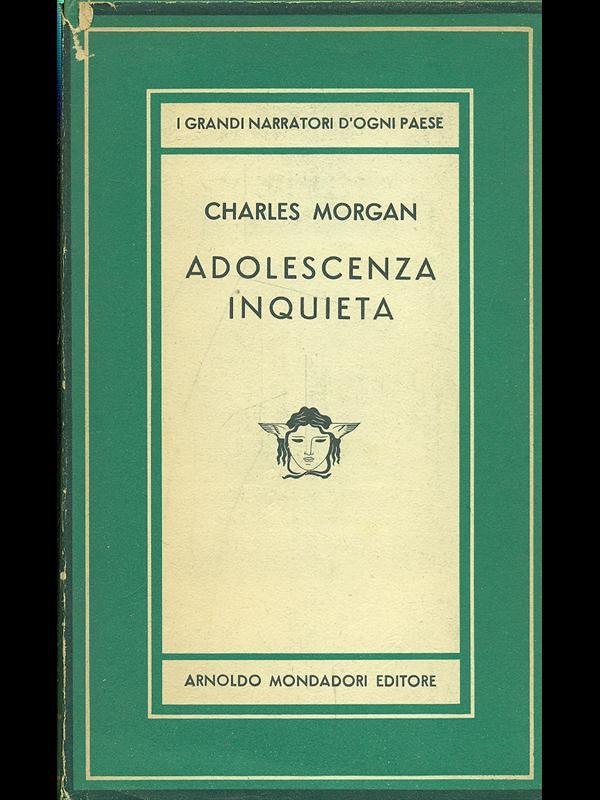 I GRANDI NARRATORI D'OGNI PAESE
CHARLES MORGAN
ADOLESCENZA
INQUIETA
ARNOLDO MONDADORI EDITORE